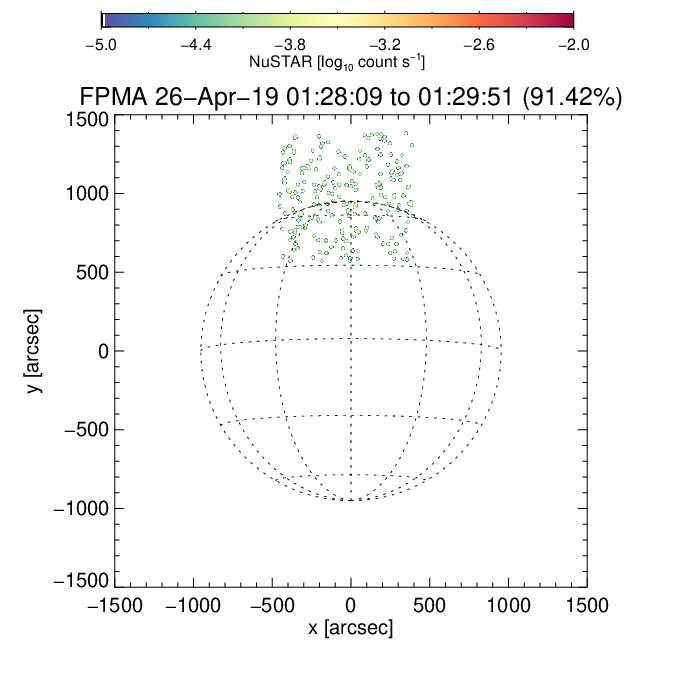 −5.0 −4.4 −3.8 −3.2 −2.6 −2.0
NuSTAR [log₁₀ count s⁻¹]
FPMA 26−Apr−19 01:28:09 to 01:29:51 (91.42%)
1500
1000
500
0
−500
−1000
−1500
y [arcsec]
−1500 −1000 −500 0 500 1000 1500
x [arcsec]